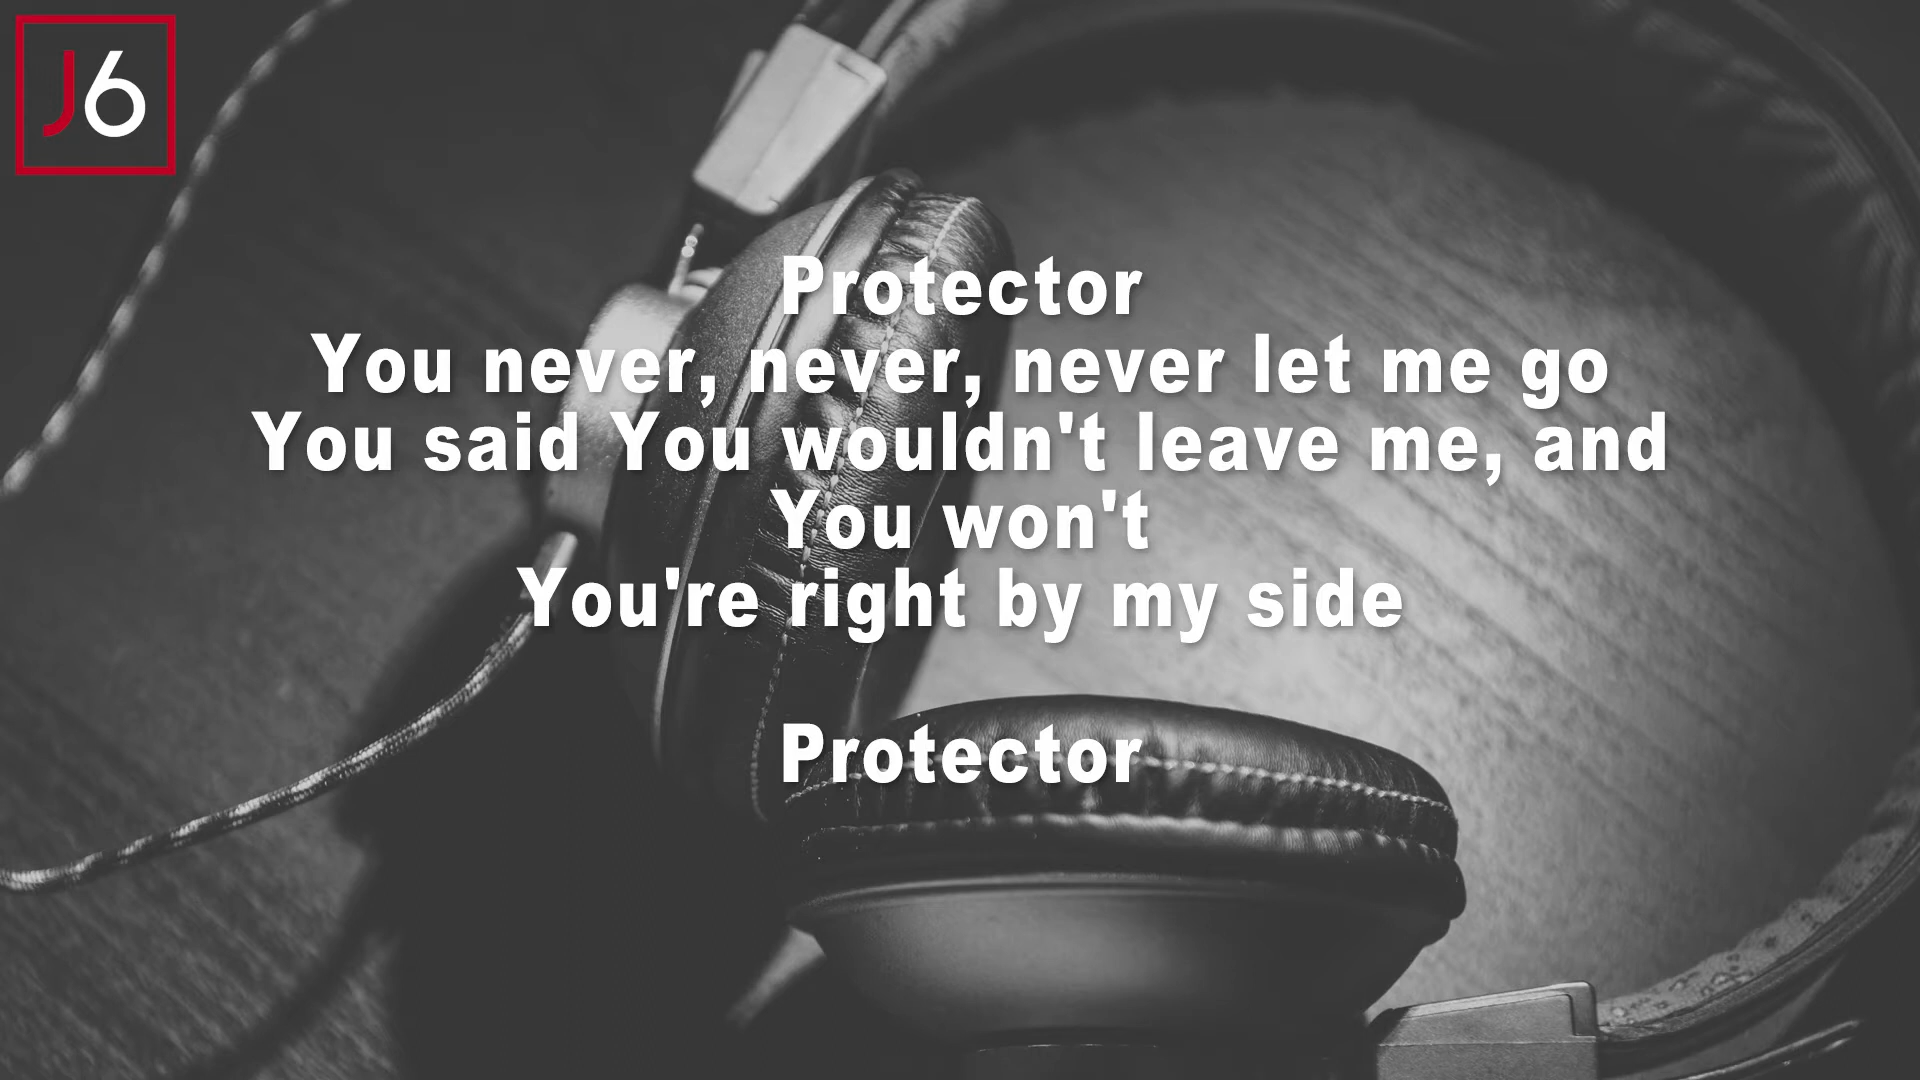 J6
Protector
You never, never, never let me go
You said You wouldn't leave me, and
You won't
You're right by my side
Protector